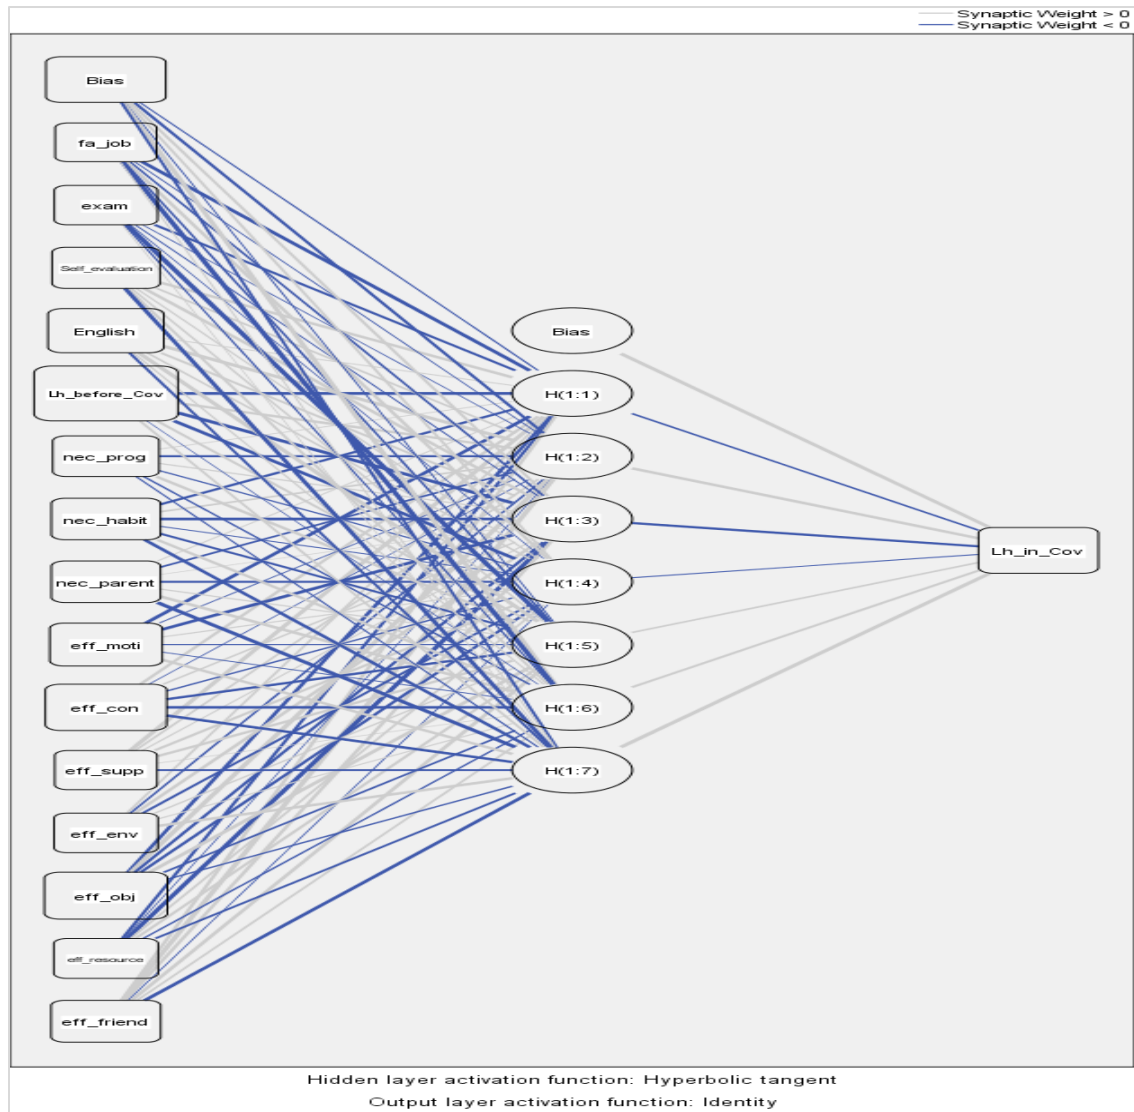 Synaptic Weight > 0
Synaptic Weight < 0
Bias
fa_job
exam
Self_evaluation
English
Lh_before_Cov
nec_prog
nec_habit
nec_parent
eff_moti
eff_con
eff_supp
eff_env
eff_obj
eff_resource
eff_friend
Bias
H(1:1)
H(1:2)
H(1:3)
H(1:4)
H(1:5)
H(1:6)
H(1:7)
Lh_in_Cov
Hidden layer activation function: Hyperbolic tangent
Output layer activation function: Identity